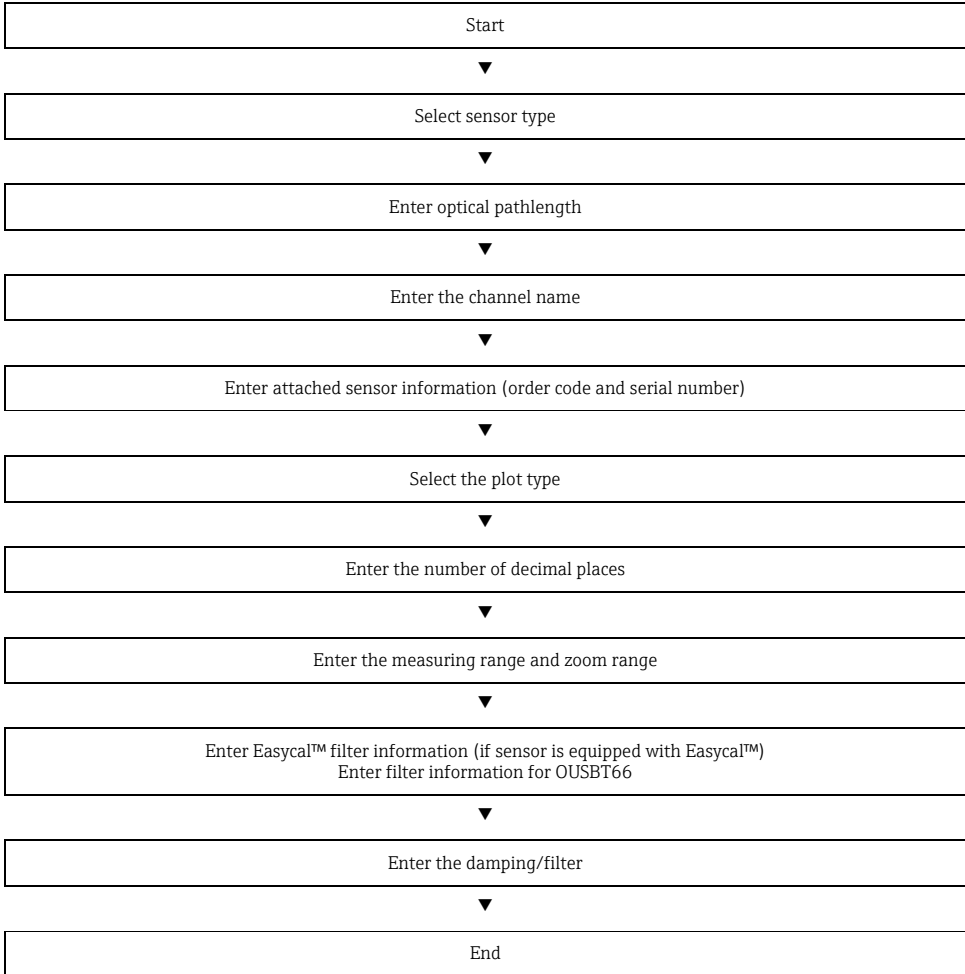 Start
▼
Select sensor type
▼
Enter optical pathlength
▼
Enter the channel name
▼
Enter attached sensor information (order code and serial number)
▼
Select the plot type
▼
Enter the number of decimal places
▼
Enter the measuring range and zoom range
▼
Enter Easycal™ filter information (if sensor is equipped with Easycal™)
Enter filter information for OUSBT66
▼
Enter the damping/filter
▼
End